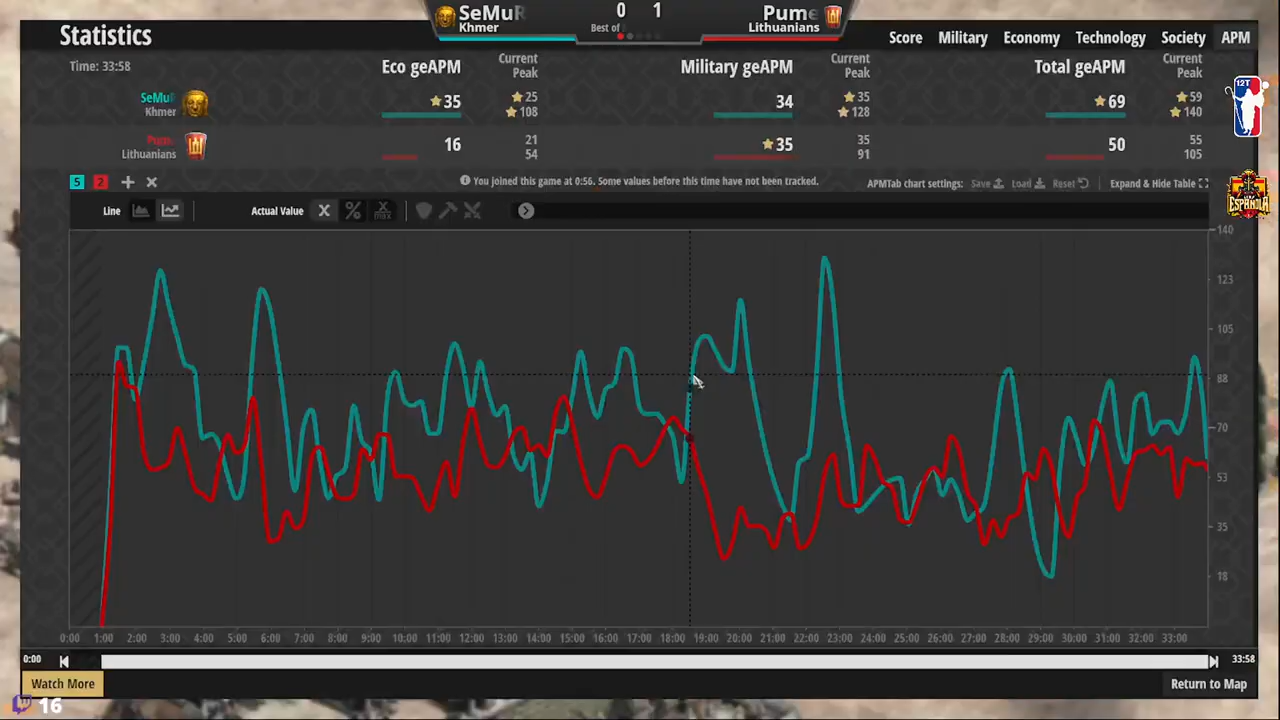 SeMuR
Khmer
0 1
Best of
Pume
Lithuanians
Statistics
Score Military Economy Technology Society APM
Time: 33:58
Eco geAPM Current Peak Military geAPM Current Peak Total geAPM Current Peak
SeMuR Khmer 35 25 108 34 35 128 69 59 140
Pum Lithuanians 16 21 54 35 35 91 50 55 105
5 2
You joined this game at 0:56. Some values before this time have not been tracked.
APMTab chart settings: Save Load Reset Expand & Hide Table
Line Actual Value X % X max
140
123
105
88
70
53
35
18
0:00 1:00 2:00 3:00 4:00 5:00 6:00 7:00 8:00 9:00 10:00 11:00 12:00 13:00 14:00 15:00 16:00 17:00 18:00 19:00 20:00 21:00 22:00 23:00 24:00 25:00 26:00 27:00 28:00 29:00 30:00 31:00 32:00 33:00
0:00 33:58
Watch More Return to Map
16
12T
ESPAÑOLA